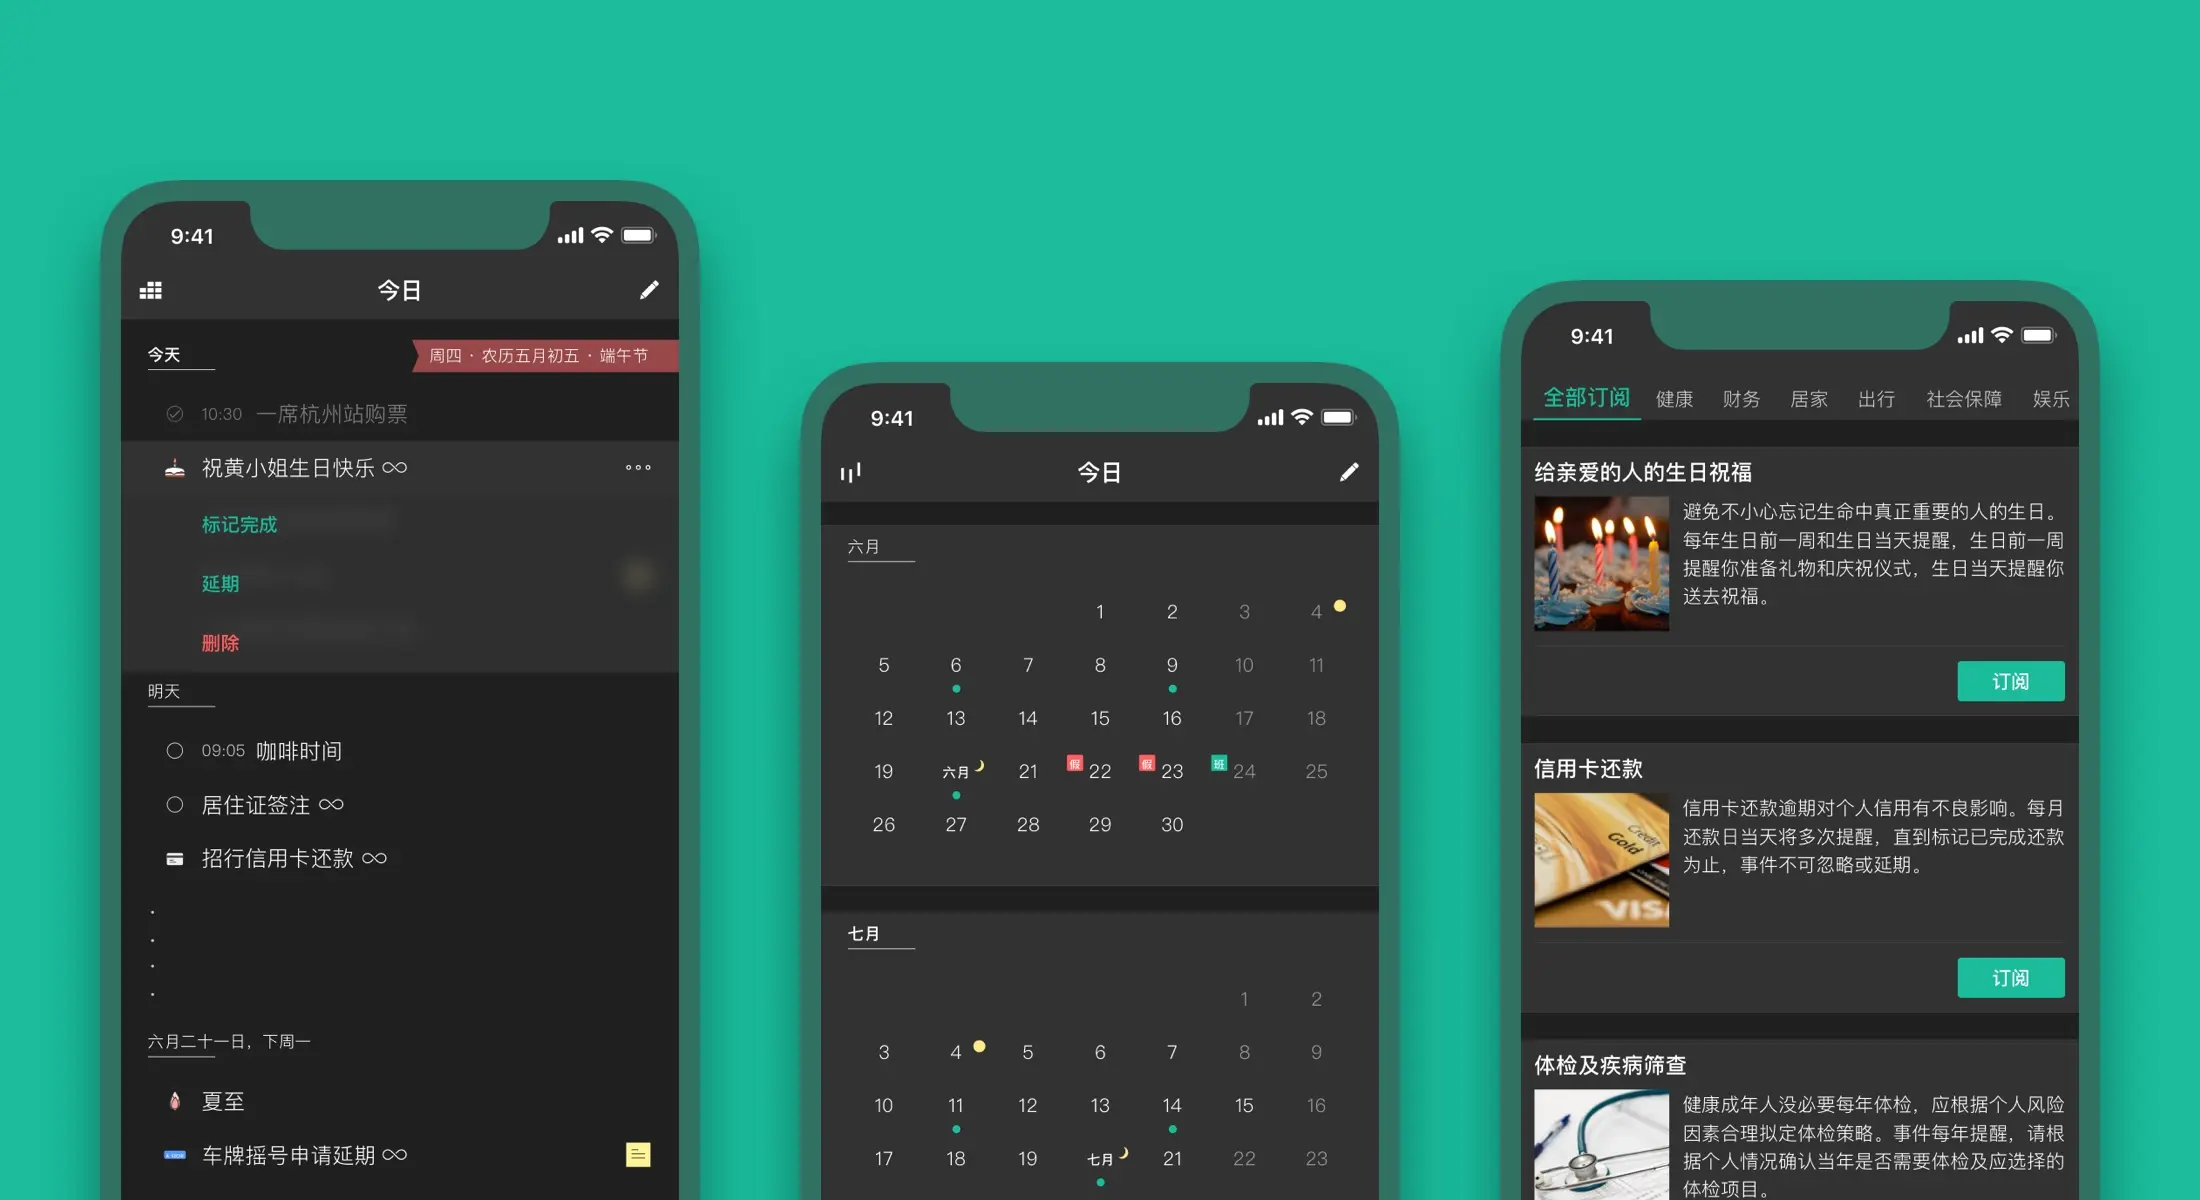 9:41
今日
今天
周四 · 农历五月初五 · 端午节
10:30 一席杭州站购票
祝黄小姐生日快乐
标记完成
延期
删除
明天
09:05 咖啡时间
居住证签注
招行信用卡还款
六月二十一日，下周一
夏至
车牌摇号申请延期
9:41
今日
六月
1 2 3 4
5 6 7 8 9 10 11
12 13 14 15 16 17 18
19 六月 21 假 22 假 23 班 24 25
26 27 28 29 30
七月
1 2
3 4 5 6 7 8 9
10 11 12 13 14 15 16
17 18 19 七月 21 22 23
9:41
全部订阅 健康 财务 居家 出行 社会保障 娱乐
给亲爱的人的生日祝福
避免不小心忘记生命中真正重要的人的生日。
每年生日前一周和生日当天提醒，生日前一周
提醒你准备礼物和庆祝仪式，生日当天提醒你
送去祝福。
订阅
信用卡还款
信用卡还款逾期对个人信用有不良影响。每月
还款日当天将多次提醒，直到标记已完成还款
为止，事件不可忽略或延期。
Credit
Gold
VISA
订阅
体检及疾病筛查
健康成年人没必要每年体检，应根据个人风险
因素合理拟定体检策略。事件每年提醒，请根
据个人情况确认当年是否需要体检及应选择的
体检项目。